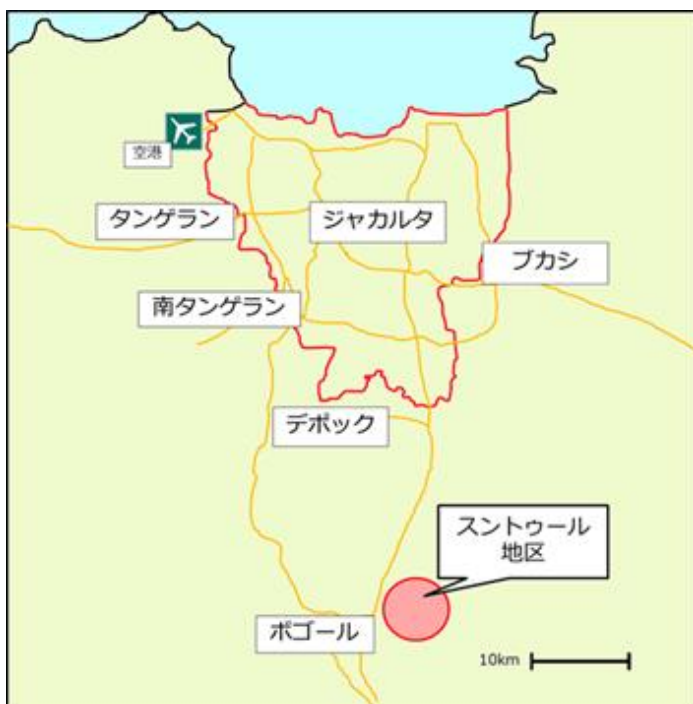 空港
タンゲラン
ジャカルタ
ブカシ
南タンゲラン
デポック
スントゥール
地区
ボゴール
10km